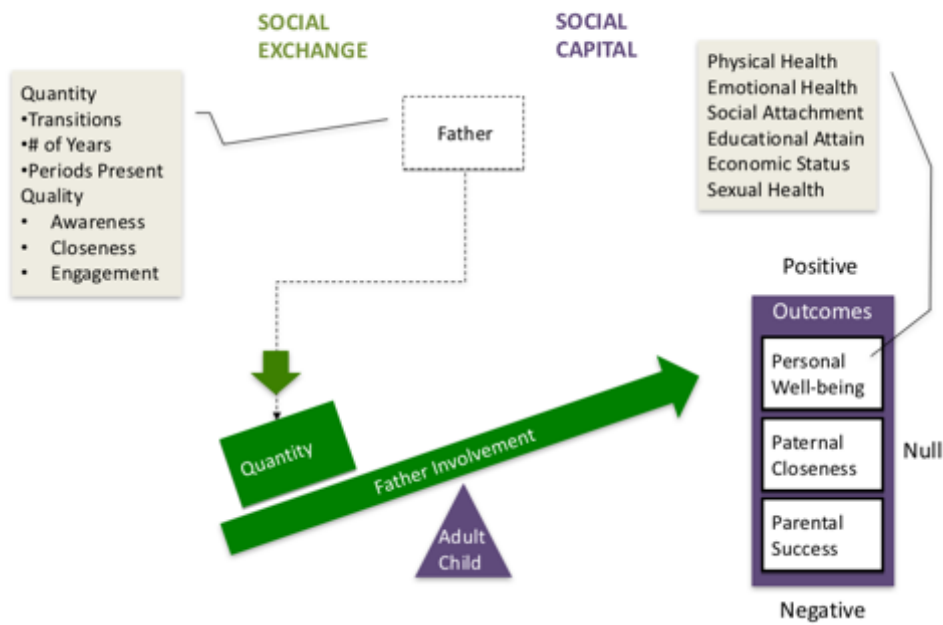 SOCIAL
EXCHANGE
SOCIAL
CAPITAL
Quantity
•Transitions
•# of Years
•Periods Present
Quality
• Awareness
• Closeness
• Engagement
Father
Physical Health
Emotional Health
Social Attachment
Educational Attain
Economic Status
Sexual Health
Positive
Outcomes
Personal
Well-being
Paternal
Closeness
Null
Parental
Success
Negative
Quantity
Father Involvement
Adult
Child